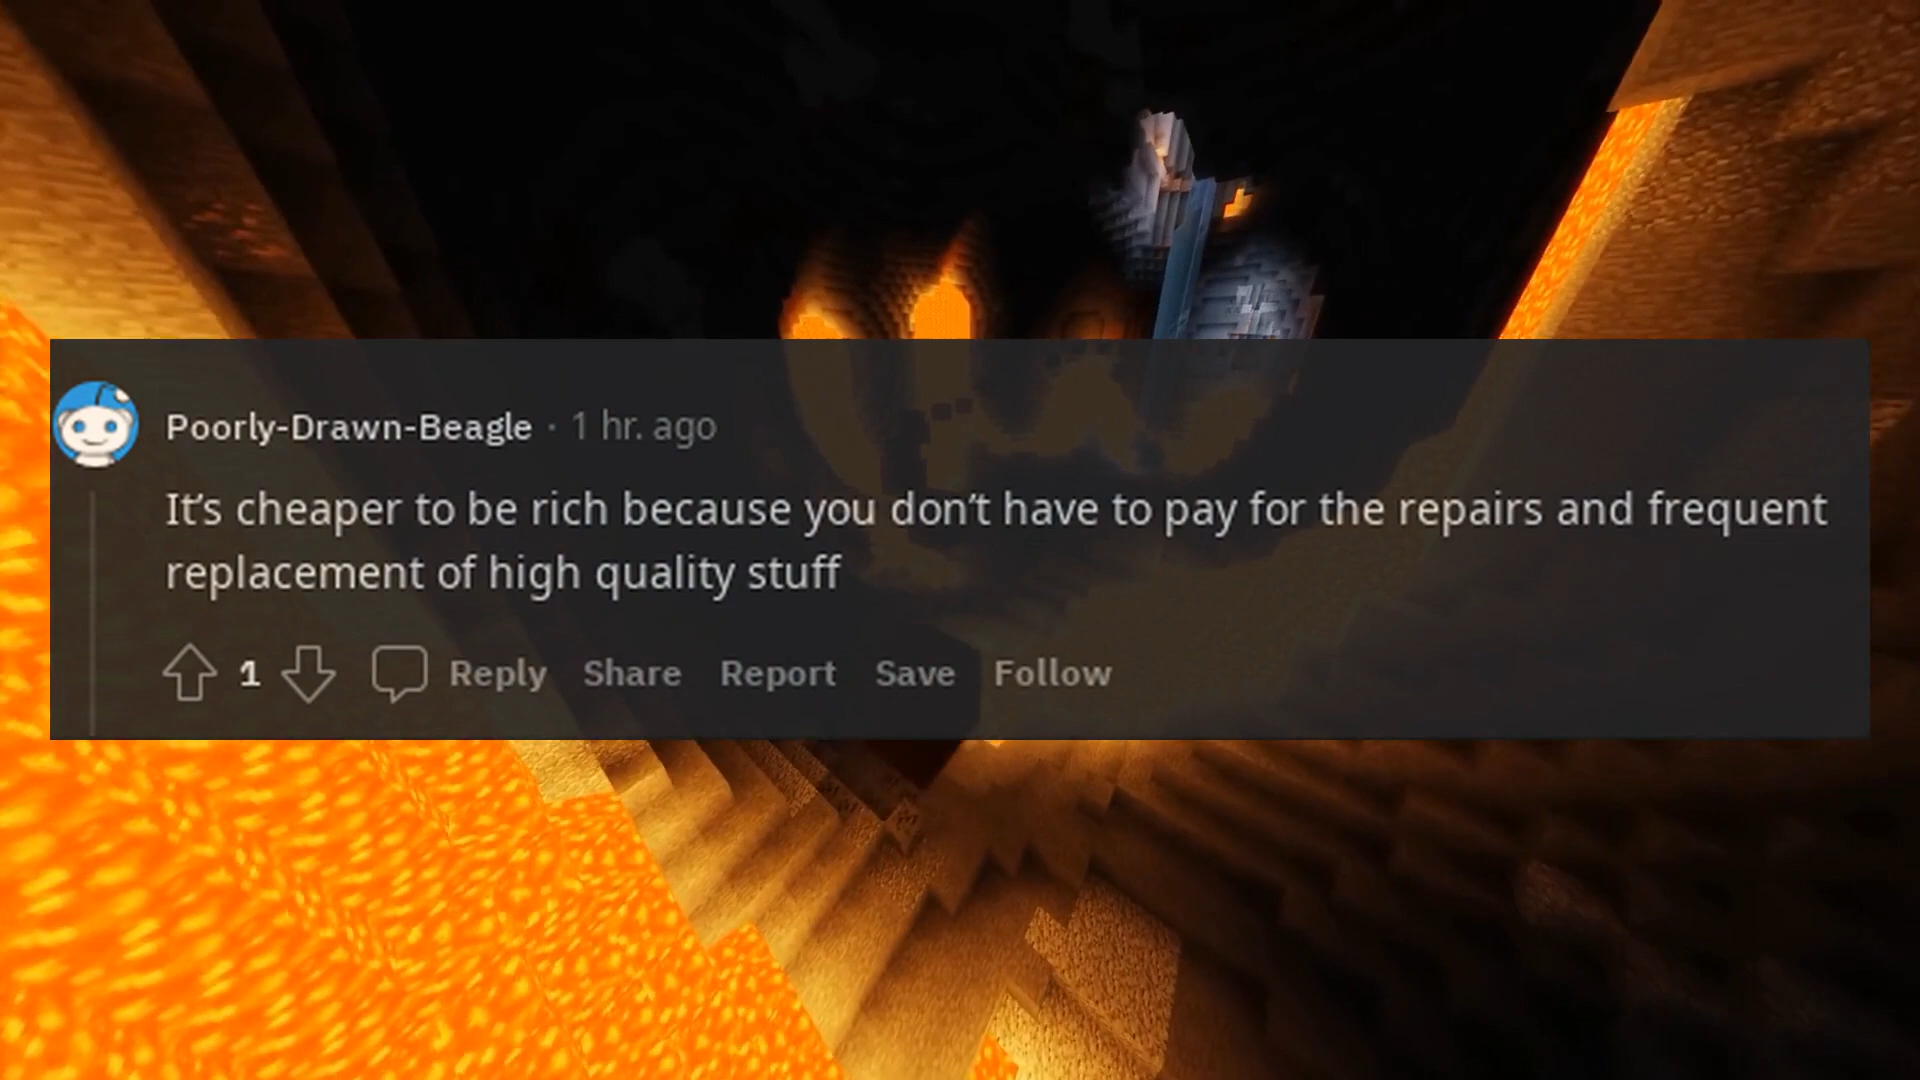 Poorly-Drawn-Beagle · 1 hr. ago
It’s cheaper to be rich because you don’t have to pay for the repairs and frequent
replacement of high quality stuff
1 Reply Share Report Save Follow